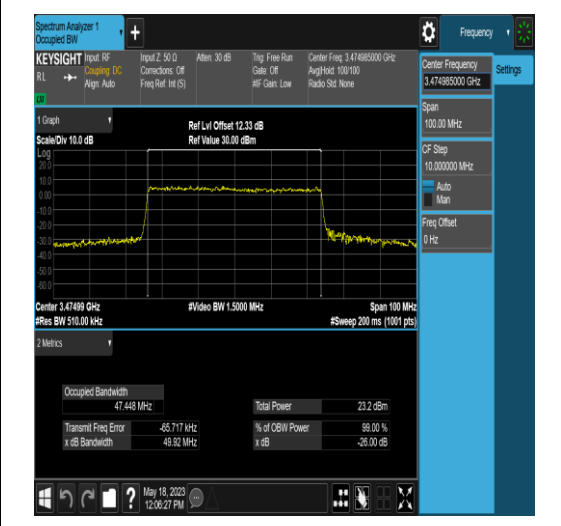 Spectrum Analyzer 1
Occupied BW
Frequency
KEYSIGHT
Input: RF
Coupling: DC
Align: Auto
Input Z: 50 Ω
Corrections: Off
Freq Ref: Int (S)
Atten: 30 dB
Trig: Free Run
Gate: Off
#IF Gain: Low
Center Freq: 3.474985000 GHz
Avg|Hold: 100/100
Radio Std: None
RL
LXI
Center Frequency
3.474985000 GHz
Settings
Span
100.00 MHz
CF Step
10.000000 MHz
Auto
Man
Freq Offset
0 Hz
1 Graph
Scale/Div 10.0 dB
Ref Lvl Offset 12.33 dB
Ref Value 30.00 dBm
Log
20.0
10.0
0.00
-10.0
-20.0
-30.0
-40.0
-50.0
-60.0
Center 3.47499 GHz
#Video BW 1.5000 MHz
Span 100 MHz
#Res BW 510.00 kHz
#Sweep 200 ms (1001 pts)
2 Metrics
Occupied Bandwidth
47.448 MHz
Total Power 23.2 dBm
Transmit Freq Error -65.717 kHz
% of OBW Power 99.00 %
x dB Bandwidth 49.92 MHz
x dB -26.00 dB
?
May 18, 2023
12:06:27 PM